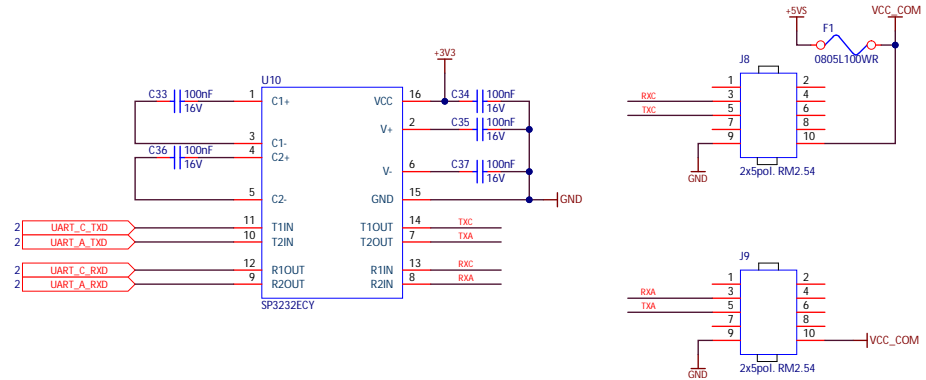 +5VS
VCC_COM
F1
0805L100WR
+3V3
J8
U10
C33
100nF
16V
1
C1+
VCC
16
C34
100nF
16V
1
2
RXC
3
4
TXC
5
6
7
8
9
10
GND
2x5pol. RM2.54
V+
2
C35
100nF
16V
3
C1-
C36
100nF
16V
4
C2+
V-
6
C37
100nF
16V
5
C2-
GND
15
GND
2
UART_C_TXD
11
T1IN
T1OUT
14
TXC
2
UART_A_TXD
10
T2IN
T2OUT
7
TXA
2
UART_C_RXD
12
R1OUT
R1IN
13
RXC
2
UART_A_RXD
9
R2OUT
R2IN
8
RXA
SP3232ECY
J9
1
2
RXA
3
4
TXA
5
6
7
8
9
10
VCC_COM
GND
2x5pol. RM2.54